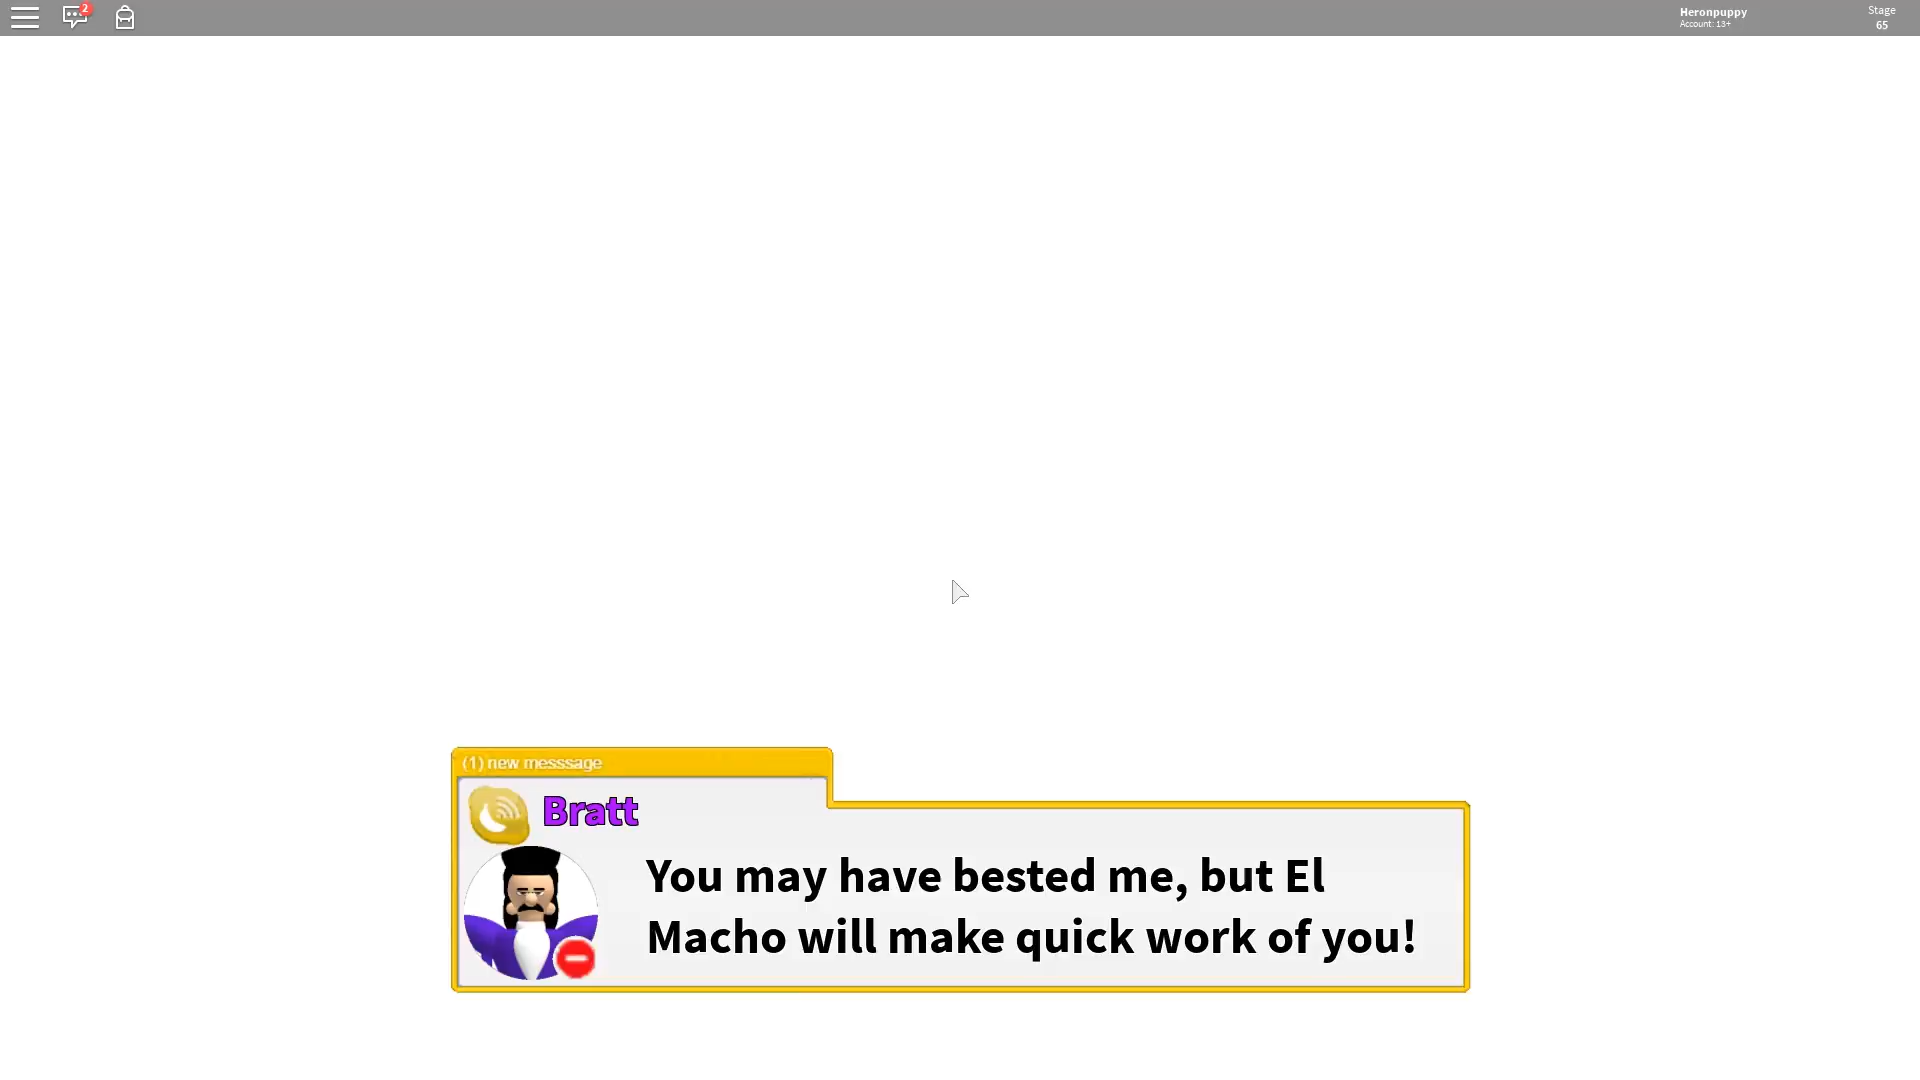 2
Heronpuppy
Account: 13+
Stage
65
(1) new messsage
Bratt
You may have bested me, but El
Macho will make quick work of you!